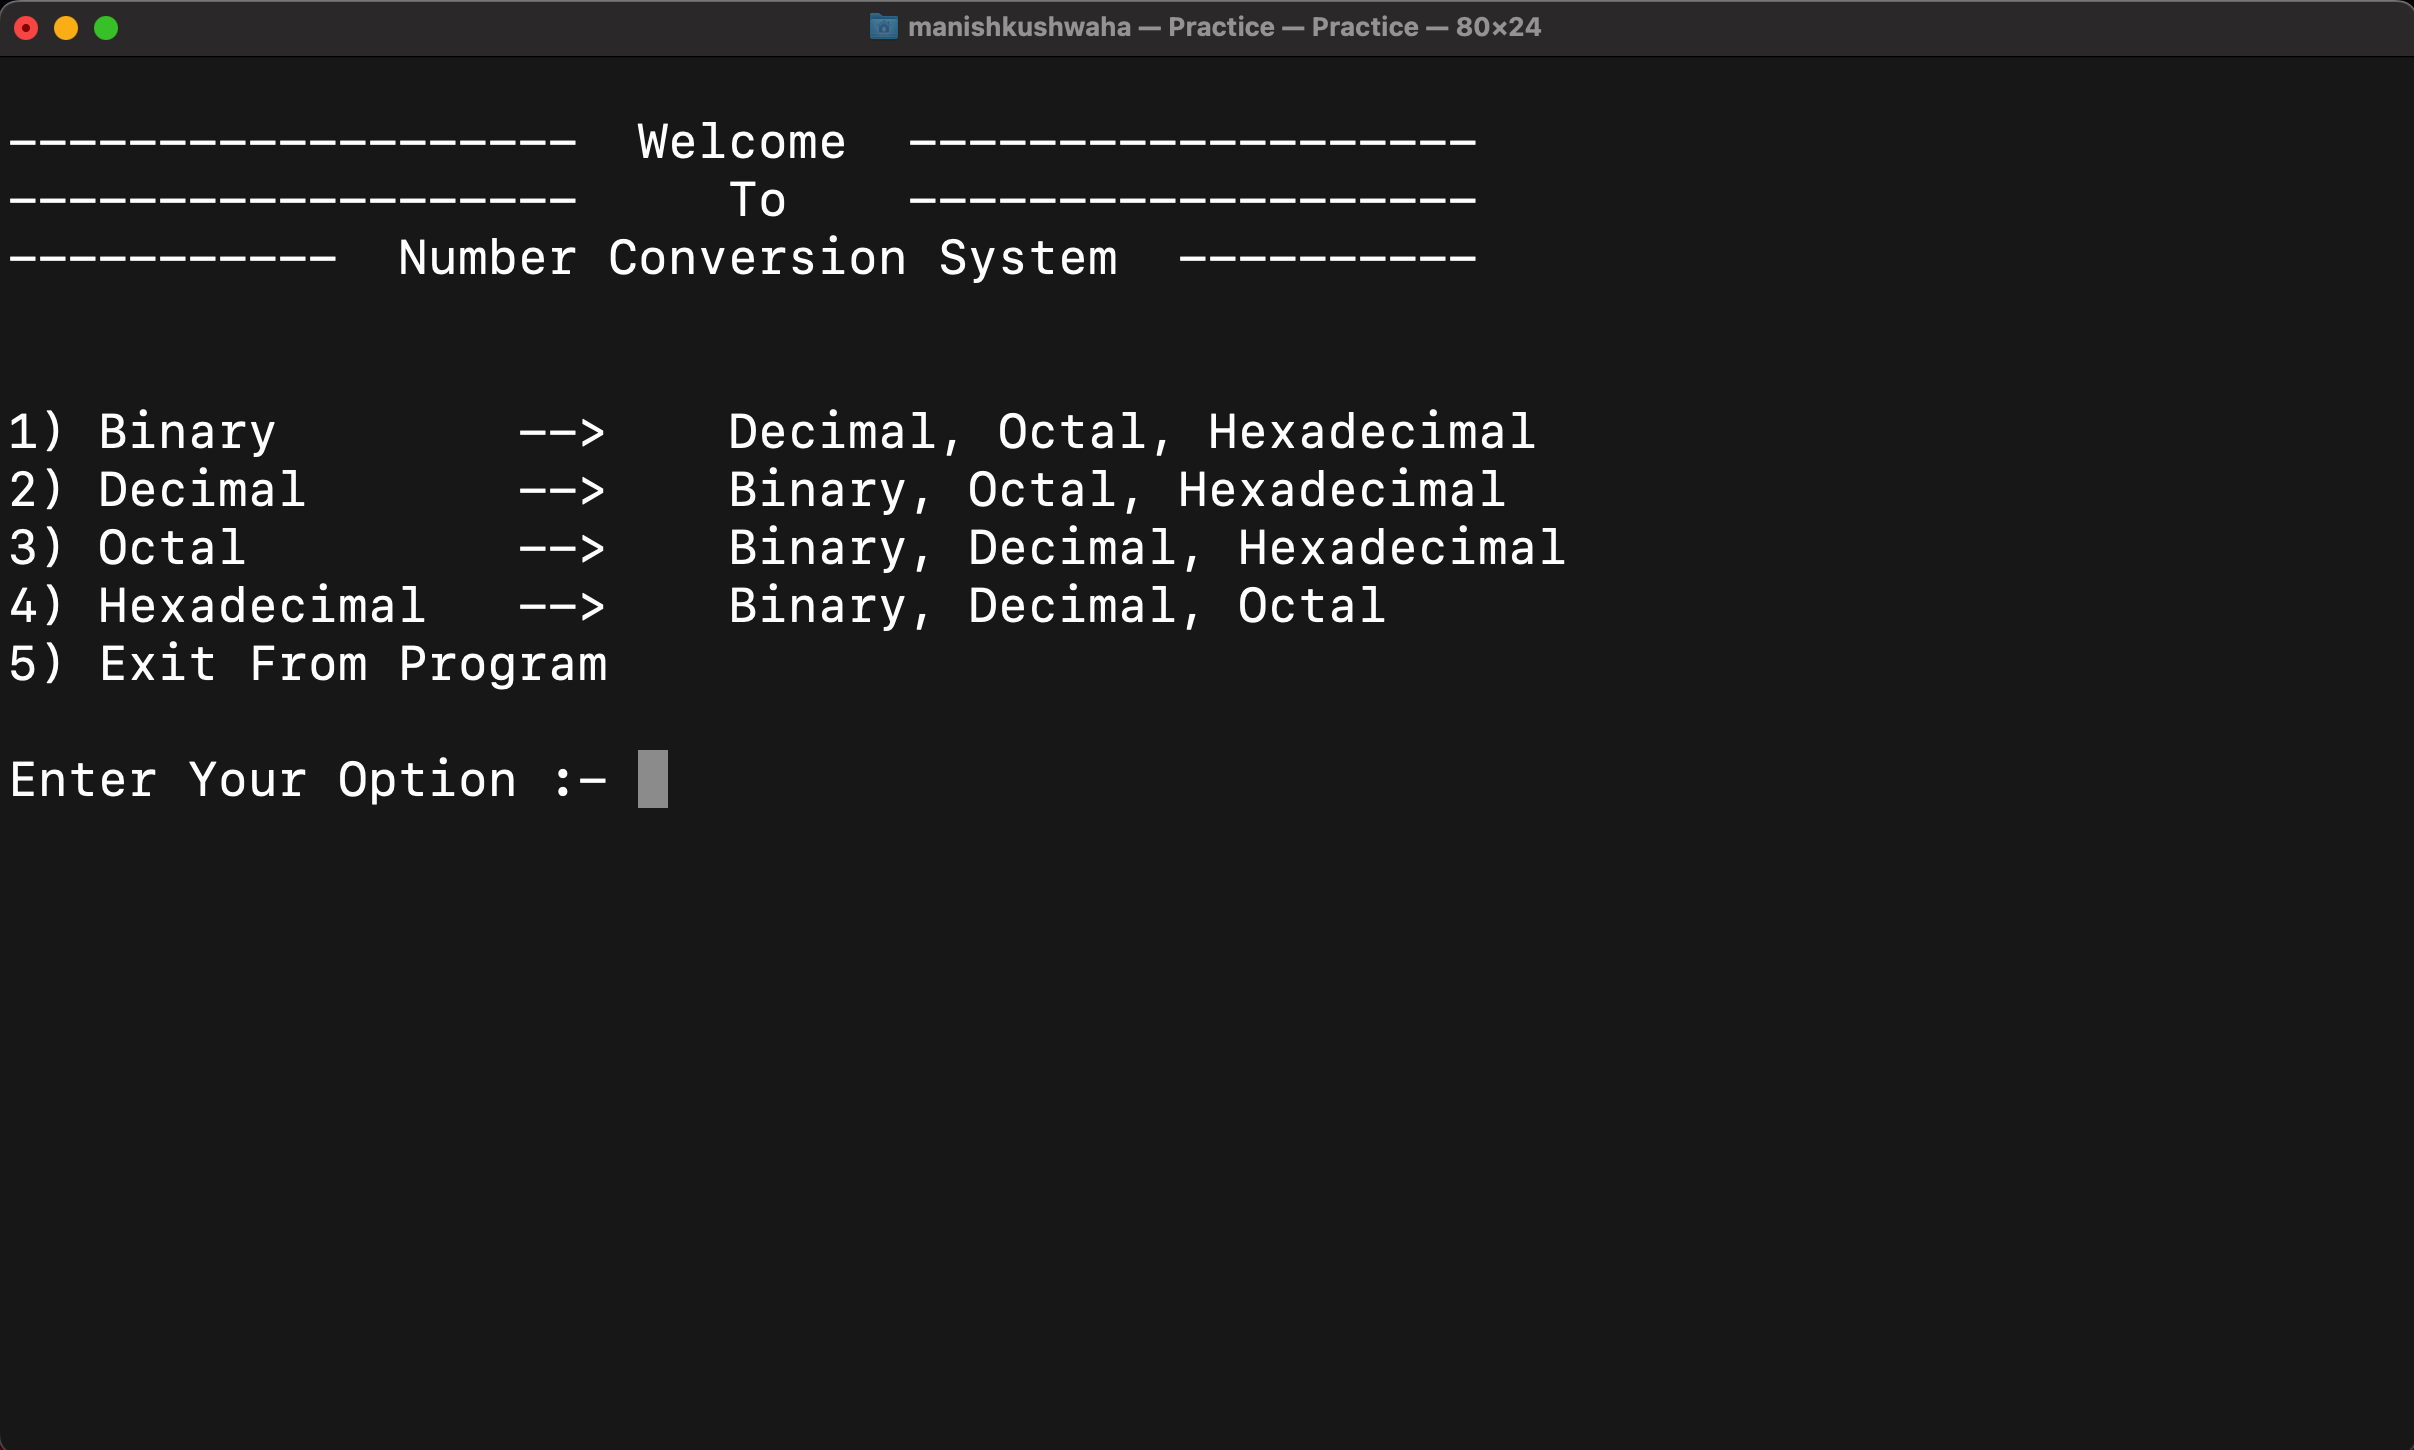 manishkushwaha — Practice — Practice — 80×24
------------------- Welcome -------------------
------------------- To -------------------
----------- Number Conversion System ----------
1) Binary --> Decimal, Octal, Hexadecimal
2) Decimal --> Binary, Octal, Hexadecimal
3) Octal --> Binary, Decimal, Hexadecimal
4) Hexadecimal --> Binary, Decimal, Octal
5) Exit From Program
Enter Your Option :-